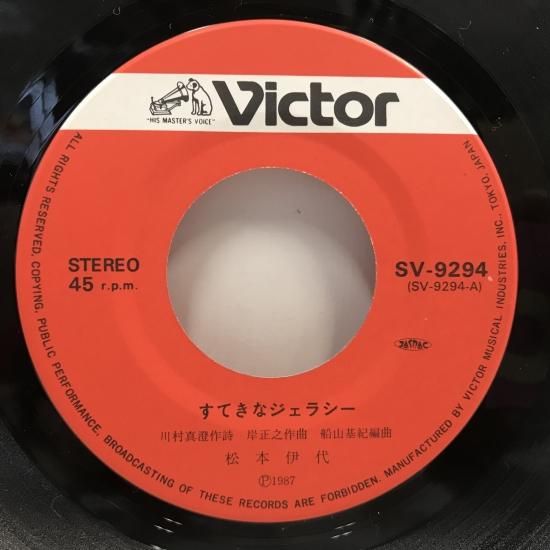 "HIS MASTER'S VOICE"
Victor
STEREO
45 r.p.m.
SV-9294
(SV-9294-A)
JASRAC
すてきなジェラシー
川村真澄作詩 岸正之作曲 船山基紀編曲
松本伊代
Ⓟ1987
ALL RIGHTS RESERVED, COPYING, PUBLIC PERFORMANCE, BROADCASTING OF THESE RECORDS ARE FORBIDDEN. MANUFACTURED BY VICTOR MUSICAL INDUSTRIES, INC., TOKYO, JAPAN